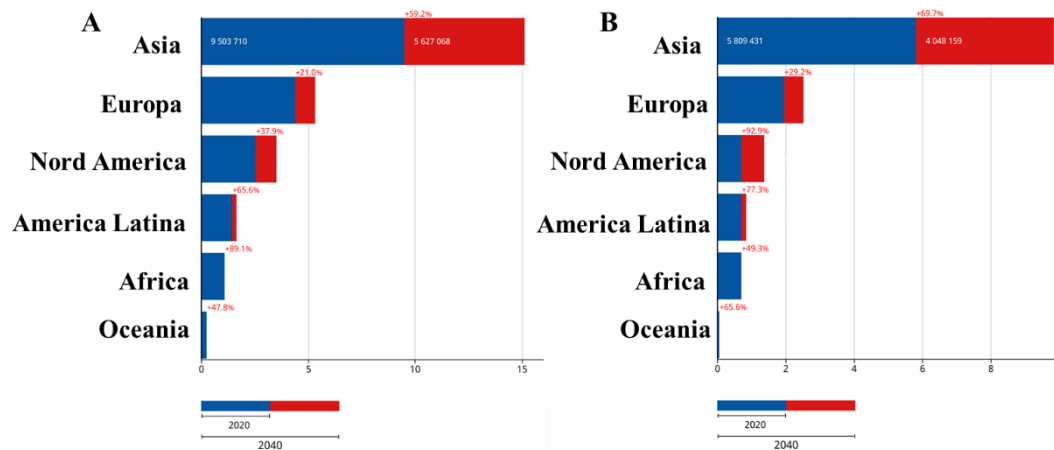 A
+59.2%
Asia
9 503 710
5 627 068
+21.0%
Europa
+37.9%
Nord America
+65.6%
America Latina
+89.1%
Africa
+47.8%
Oceania
0
5
10
15
2020
2040
B
+69.7%
Asia
5 809 431
4 048 159
+29.2%
Europa
+92.9%
Nord America
+77.3%
America Latina
+49.3%
Africa
+65.6%
Oceania
0
2
4
6
8
2020
2040